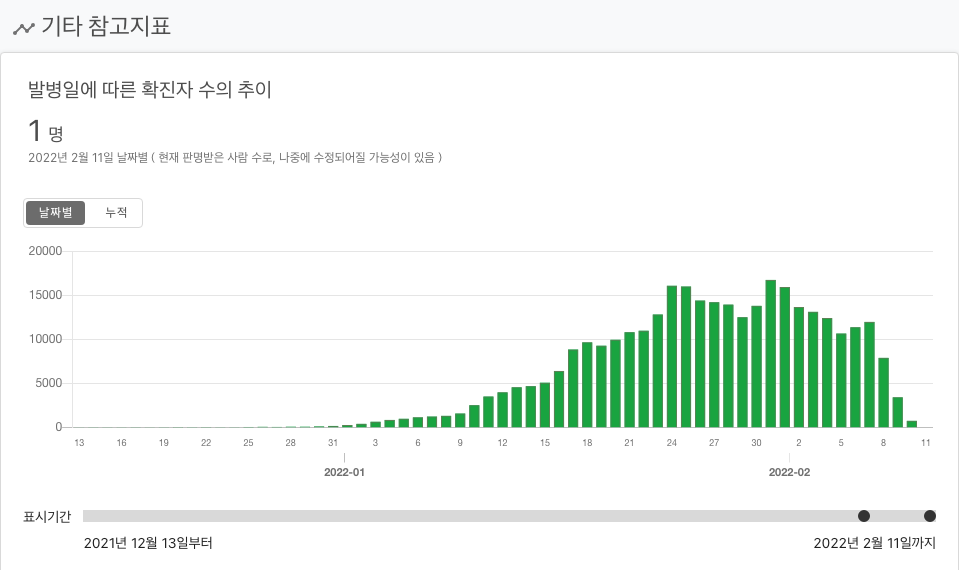 기타 참고지표
발병일에 따른 확진자 수의 추이
1 명
2022년 2월 11일 날짜별 ( 현재 판명받은 사람 수로, 나중에 수정되어질 가능성이 있음 )
날짜별 누적
20000
15000
10000
5000
0
13 16 19 22 25 28 31 3 6 9 12 15 18 21 24 27 30 2 5 8 11
2022-01 2022-02
표시기간
2021년 12월 13일부터 2022년 2월 11일까지